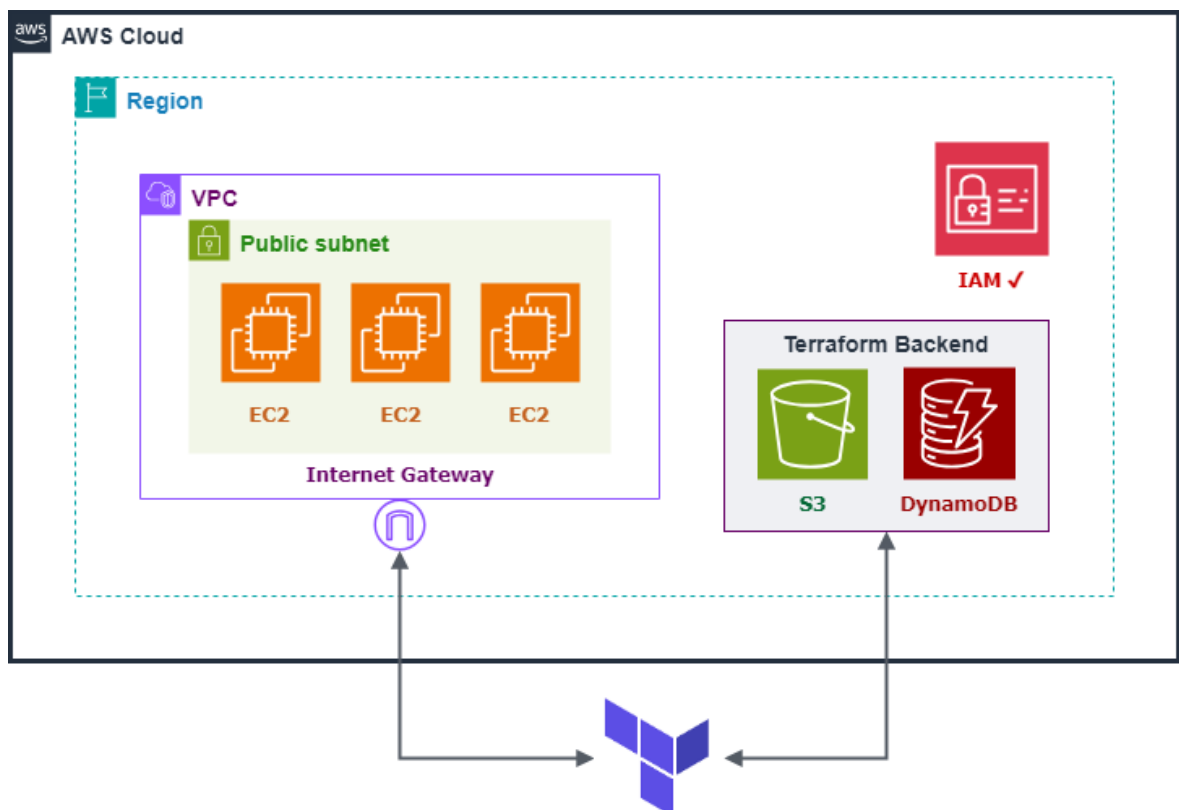 aws
AWS Cloud
Region
VPC
Public subnet
EC2 EC2 EC2
Internet Gateway
IAM ✓
Terraform Backend
S3 DynamoDB